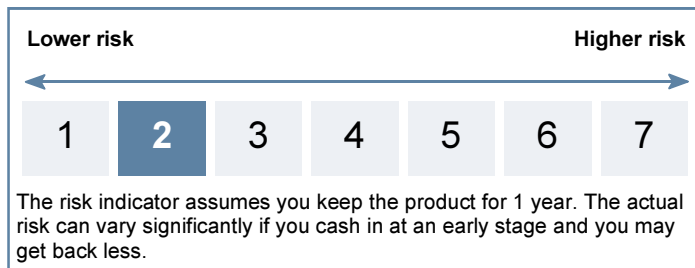 Lower risk Higher risk
1 2 3 4 5 6 7
The risk indicator assumes you keep the product for 1 year. The actual
risk can vary significantly if you cash in at an early stage and you may
get back less.